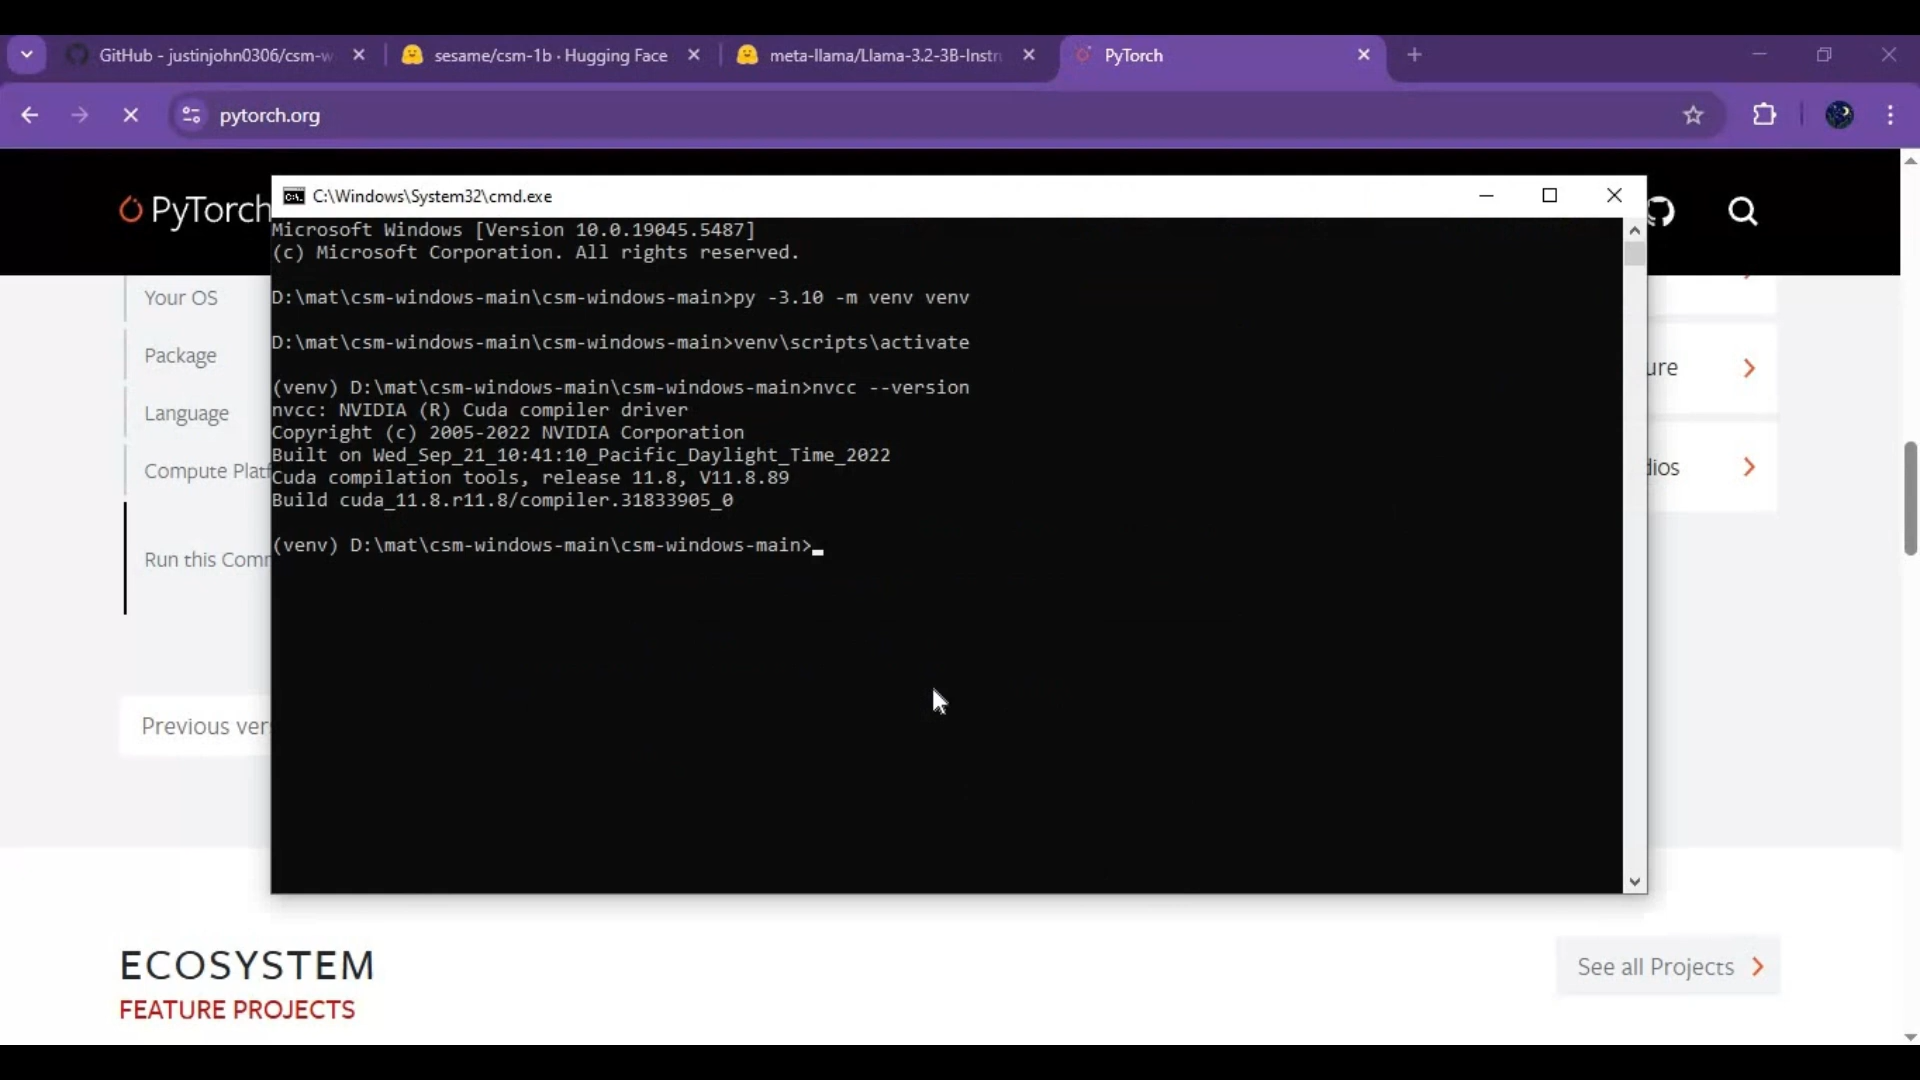 GitHub - justinjohn0306/csm-w
sesame/csm-1b · Hugging Face
meta-llama/Llama-3.2-3B-Instr
PyTorch
pytorch.org
PyTorch
C:\Windows\System32\cmd.exe
Microsoft Windows [Version 10.0.19045.5487]
(c) Microsoft Corporation. All rights reserved.
D:\mat\csm-windows-main\csm-windows-main>py -3.10 -m venv venv
D:\mat\csm-windows-main\csm-windows-main>venv\scripts\activate
(venv) D:\mat\csm-windows-main\csm-windows-main>nvcc --version
nvcc: NVIDIA (R) Cuda compiler driver
Copyright (c) 2005-2022 NVIDIA Corporation
Built on Wed_Sep_21_10:41:10_Pacific_Daylight_Time_2022
Cuda compilation tools, release 11.8, V11.8.89
Build cuda_11.8.r11.8/compiler.31833905_0
(venv) D:\mat\csm-windows-main\csm-windows-main>
Your OS
Package
Language
Compute Platf
Run this Comm
Previous ver
ure
dios
ECOSYSTEM
FEATURE PROJECTS
See all Projects